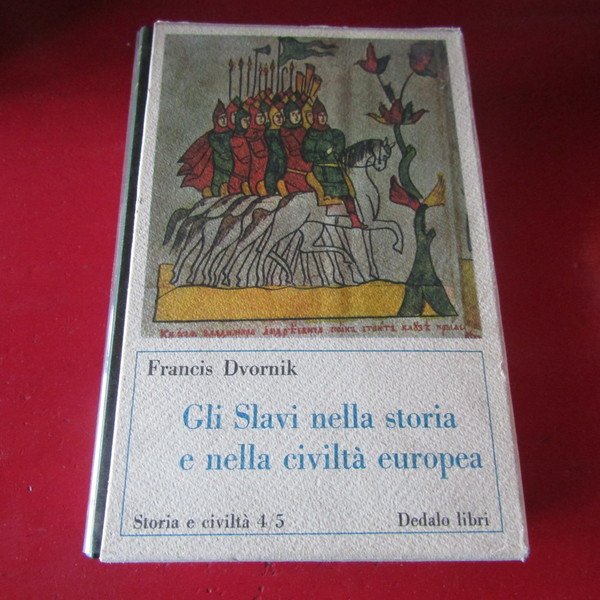 Francis Dvornik
Gli Slavi nella storia
e nella civiltà europea
Storia e civiltà 4/5
Dedalo libri